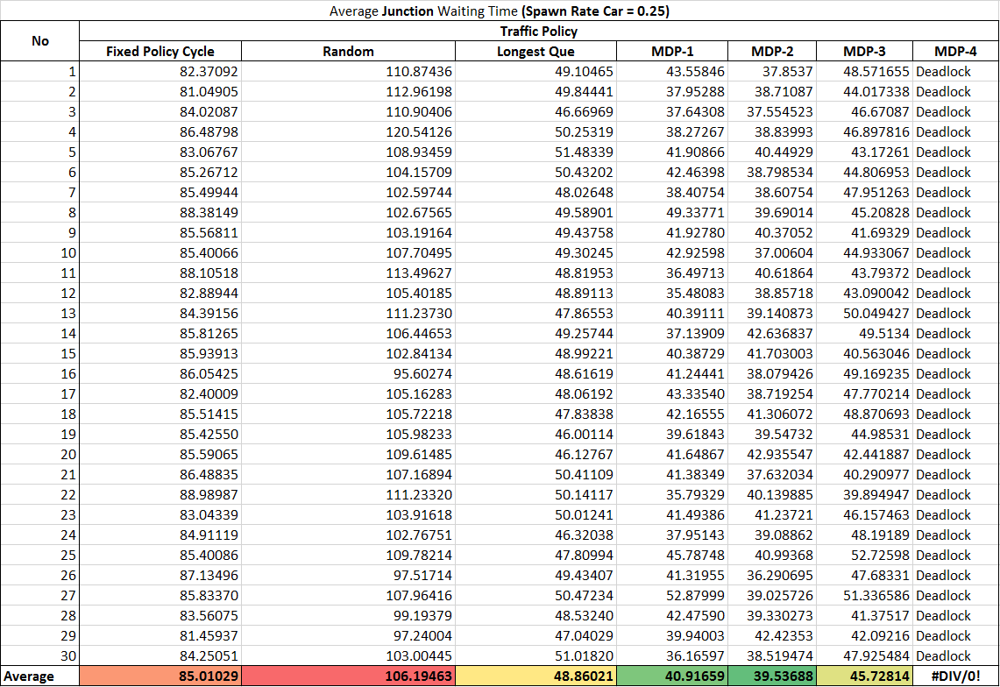 Average Junction Waiting Time (Spawn Rate Car = 0.25)
No Traffic Policy
Fixed Policy Cycle Random Longest Que MDP-1 MDP-2 MDP-3 MDP-4
1 82.37092 110.87436 49.10465 43.55846 37.8537 48.571655 Deadlock
2 81.04905 112.96198 49.84441 37.95288 38.71087 44.017338 Deadlock
3 84.02087 110.90406 46.66969 37.64308 37.554523 46.67087 Deadlock
4 86.48798 120.54126 50.25319 38.27267 38.83993 46.897816 Deadlock
5 83.06767 108.93459 51.48339 41.90866 40.44929 43.17261 Deadlock
6 85.26712 104.15709 50.43202 42.46398 38.798534 44.806953 Deadlock
7 85.49944 102.59744 48.02648 38.40754 38.60754 47.951263 Deadlock
8 88.38149 102.67565 49.58901 49.33771 39.69014 45.20828 Deadlock
9 85.56811 103.19164 49.43758 41.92780 40.37052 41.69329 Deadlock
10 85.40066 107.70495 49.30245 42.92598 37.00604 44.933067 Deadlock
11 88.10518 113.49627 48.81953 36.49713 40.61864 43.79372 Deadlock
12 82.88944 105.40185 48.89113 35.48083 38.85718 43.090042 Deadlock
13 84.39156 111.23730 47.86553 40.39111 39.140873 50.049427 Deadlock
14 85.81265 106.44653 49.25744 37.13909 42.636837 49.5134 Deadlock
15 85.93913 102.84134 48.99221 40.38729 41.703003 40.563046 Deadlock
16 86.05425 95.60274 48.61619 41.24441 38.079426 49.169235 Deadlock
17 82.40009 105.16283 48.06192 43.33540 38.719254 47.770214 Deadlock
18 85.51415 105.72218 47.83838 42.16555 41.306072 48.870693 Deadlock
19 85.42550 105.98233 46.00114 39.61843 39.54732 44.98531 Deadlock
20 85.59065 109.61485 46.12767 41.64867 42.935547 42.441887 Deadlock
21 86.48835 107.16894 50.41109 41.38349 37.632034 40.290977 Deadlock
22 88.98987 111.23320 50.14117 35.79329 40.139885 39.894947 Deadlock
23 83.04339 103.91618 50.01241 41.49386 41.23721 46.157463 Deadlock
24 84.91119 102.76751 46.32038 37.95143 39.08862 48.19189 Deadlock
25 85.40086 109.78214 47.80994 45.78748 40.99368 52.72598 Deadlock
26 87.13496 97.51714 49.43407 41.31955 36.290695 47.68331 Deadlock
27 85.83370 107.96416 50.47234 52.87999 39.025726 51.336586 Deadlock
28 83.56075 99.19379 48.53240 42.47590 39.330273 41.37517 Deadlock
29 81.45937 97.24004 47.04029 39.94003 42.42353 42.09216 Deadlock
30 84.25051 103.00445 51.01820 36.16597 38.519474 47.925484 Deadlock
Average 85.01029 106.19463 48.86021 40.91659 39.53688 45.72814 #DIV/0!